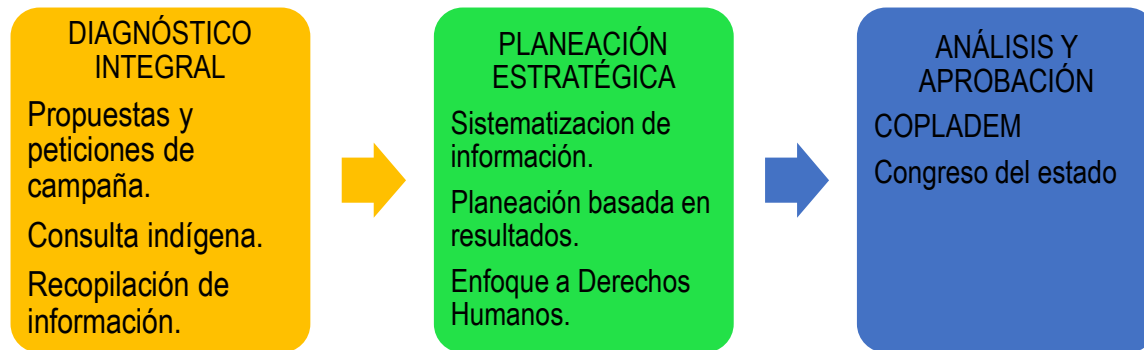 DIAGNÓSTICO
INTEGRAL
Propuestas y
peticiones de
campaña.
Consulta indígena.
Recopilación de
información.
PLANEACIÓN
ESTRATÉGICA
Sistematizacion de
información.
Planeación basada en
resultados.
Enfoque a Derechos
Humanos.
ANÁLISIS Y
APROBACIÓN
COPLADEM
Congreso del estado